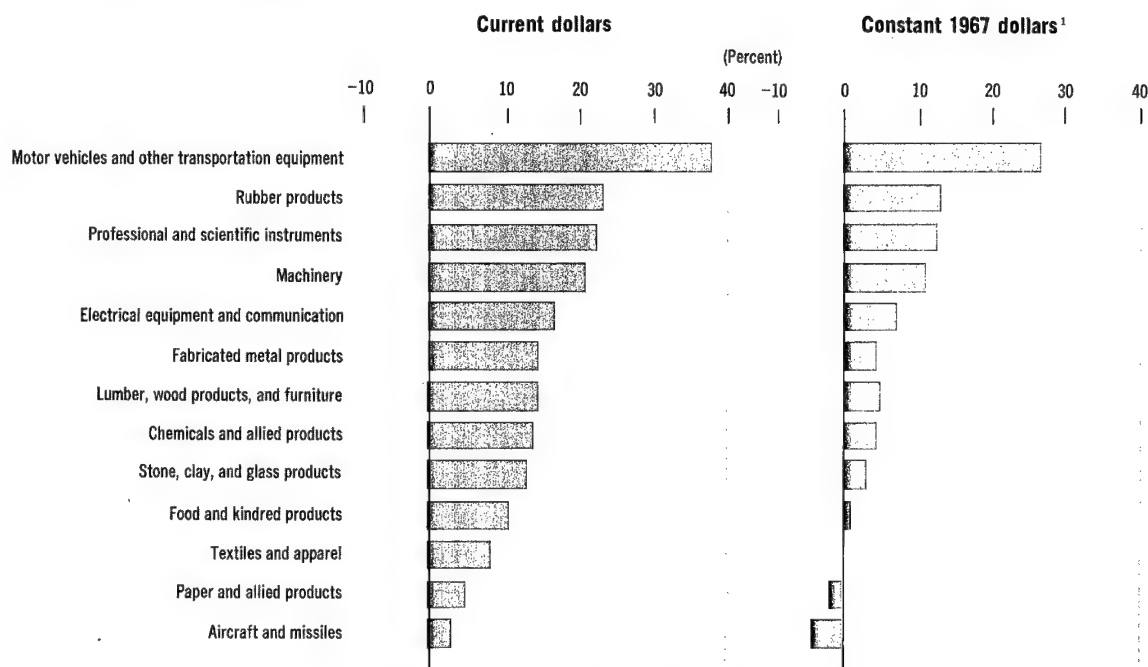 Current dollars
Constant 1967 dollars¹
(Percent)
−10 0 10 20 30 40 −10 0 10 20 30 40
Motor vehicles and other transportation equipment
Rubber products
Professional and scientific instruments
Machinery
Electrical equipment and communication
Fabricated metal products
Lumber, wood products, and furniture
Chemicals and allied products
Stone, clay, and glass products
Food and kindred products
Textiles and apparel
Paper and allied products
Aircraft and missiles